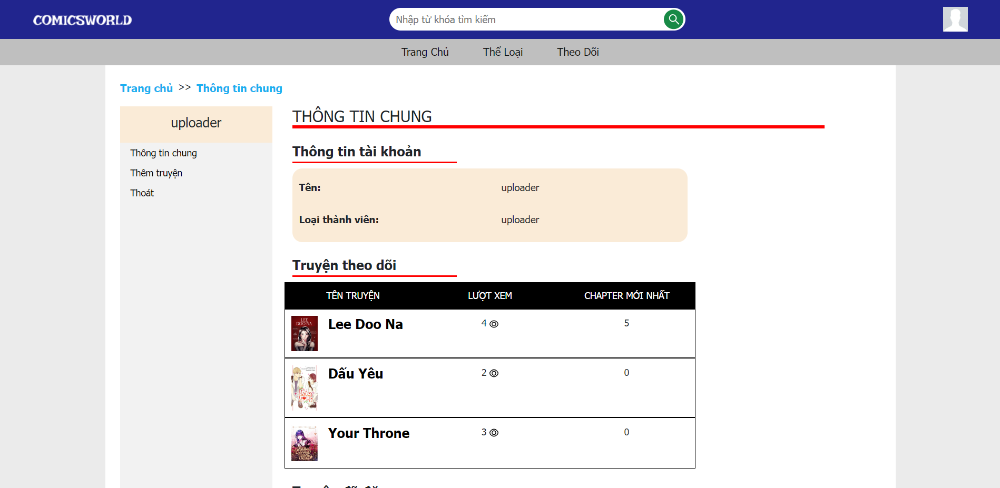 COMICSWORLD
Nhập từ khóa tìm kiếm
Trang Chủ Thể Loại Theo Dõi
Trang chủ >> Thông tin chung
uploader
Thông tin chung
Thêm truyện
Thoát
THÔNG TIN CHUNG
Thông tin tài khoản
Tên: uploader
Loại thành viên: uploader
Truyện theo dõi
TÊN TRUYỆN LƯỢT XEM CHAPTER MỚI NHẤT
LEE
DOO NA
Lee Doo Na 4 5
Dấu Yêu 2 0
Your Throne 3 0